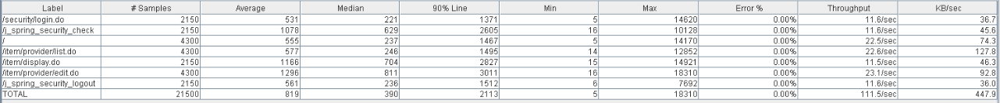 Label # Samples Average Median 90% Line Min Max Error % Throughput KB/sec
/security/login.do 2150 531 221 1371 5 14620 0.00% 11.6/sec 36.7
/j_spring_security_check 2150 1078 629 2605 16 10128 0.00% 11.6/sec 45.6
/ 4300 555 237 1467 5 14170 0.00% 22.5/sec 74.3
/item/provider/list.do 4300 577 246 1495 14 12852 0.00% 22.6/sec 127.8
/item/display.do 2150 1166 704 2827 15 14921 0.00% 11.5/sec 46.3
/item/provider/edit.do 4300 1296 811 3011 16 18310 0.00% 23.1/sec 92.8
/j_spring_security_logout 2150 561 236 1512 6 7692 0.00% 11.6/sec 36.0
TOTAL 21500 819 390 2113 5 18310 0.00% 111.5/sec 447.9